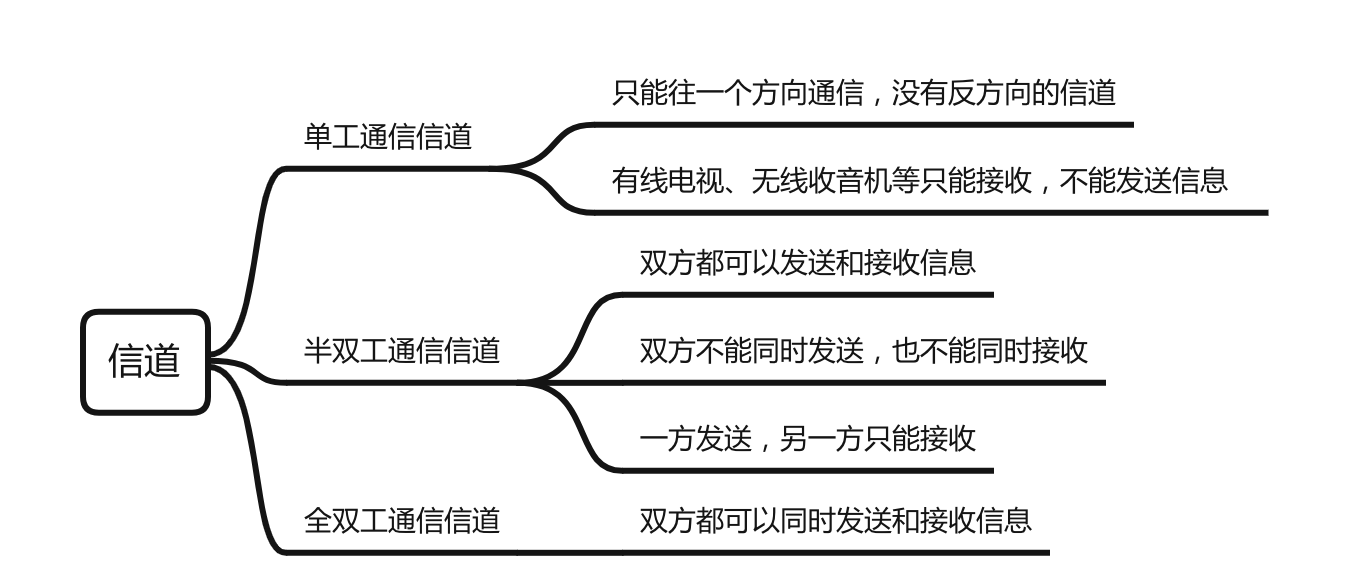 信道
单工通信信道
只能往一个方向通信，没有反方向的信道
有线电视、无线收音机等只能接收，不能发送信息
半双工通信信道
双方都可以发送和接收信息
双方不能同时发送，也不能同时接收
一方发送，另一方只能接收
全双工通信信道
双方都可以同时发送和接收信息